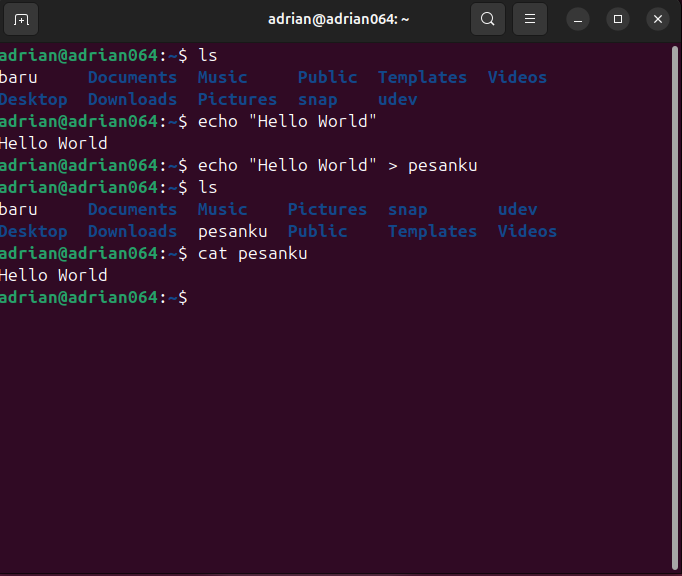 adrian@adrian064: ~
adrian@adrian064:~$ ls
baru     Documents  Music     Public  Templates  Videos
Desktop  Downloads  Pictures  snap    udev
adrian@adrian064:~$ echo "Hello World"
Hello World
adrian@adrian064:~$ echo "Hello World" > pesanku
adrian@adrian064:~$ ls
baru     Documents  Music    Pictures  snap       udev
Desktop  Downloads  pesanku  Public    Templates  Videos
adrian@adrian064:~$ cat pesanku
Hello World
adrian@adrian064:~$